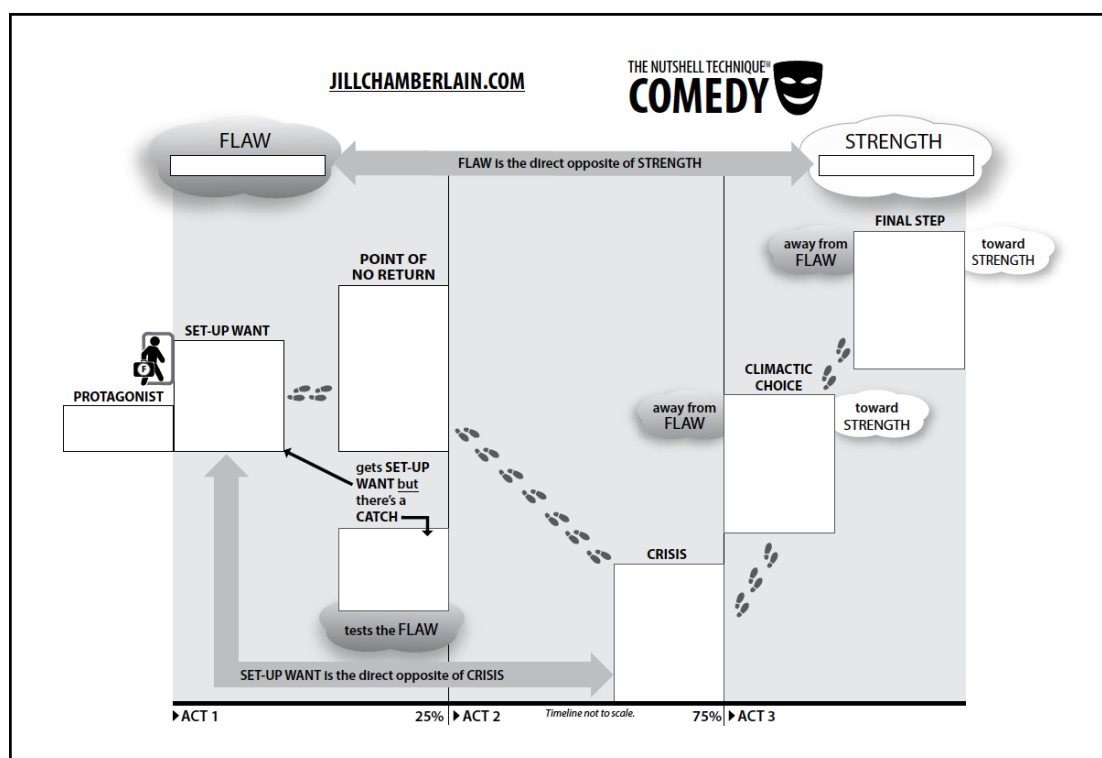 JILLCHAMBERLAIN.COM
THE NUTSHELL TECHNIQUE™
COMEDY
FLAW
STRENGTH
FLAW is the direct opposite of STRENGTH
FINAL STEP
away from
FLAW
toward
STRENGTH
POINT OF
NO RETURN
SET-UP WANT
F
PROTAGONIST
CLIMACTIC
CHOICE
away from
FLAW
toward
STRENGTH
gets SET-UP
WANT but
there's a
CATCH
CRISIS
tests the FLAW
SET-UP WANT is the direct opposite of CRISIS
ACT 1
25%
ACT 2
Timeline not to scale.
75%
ACT 3